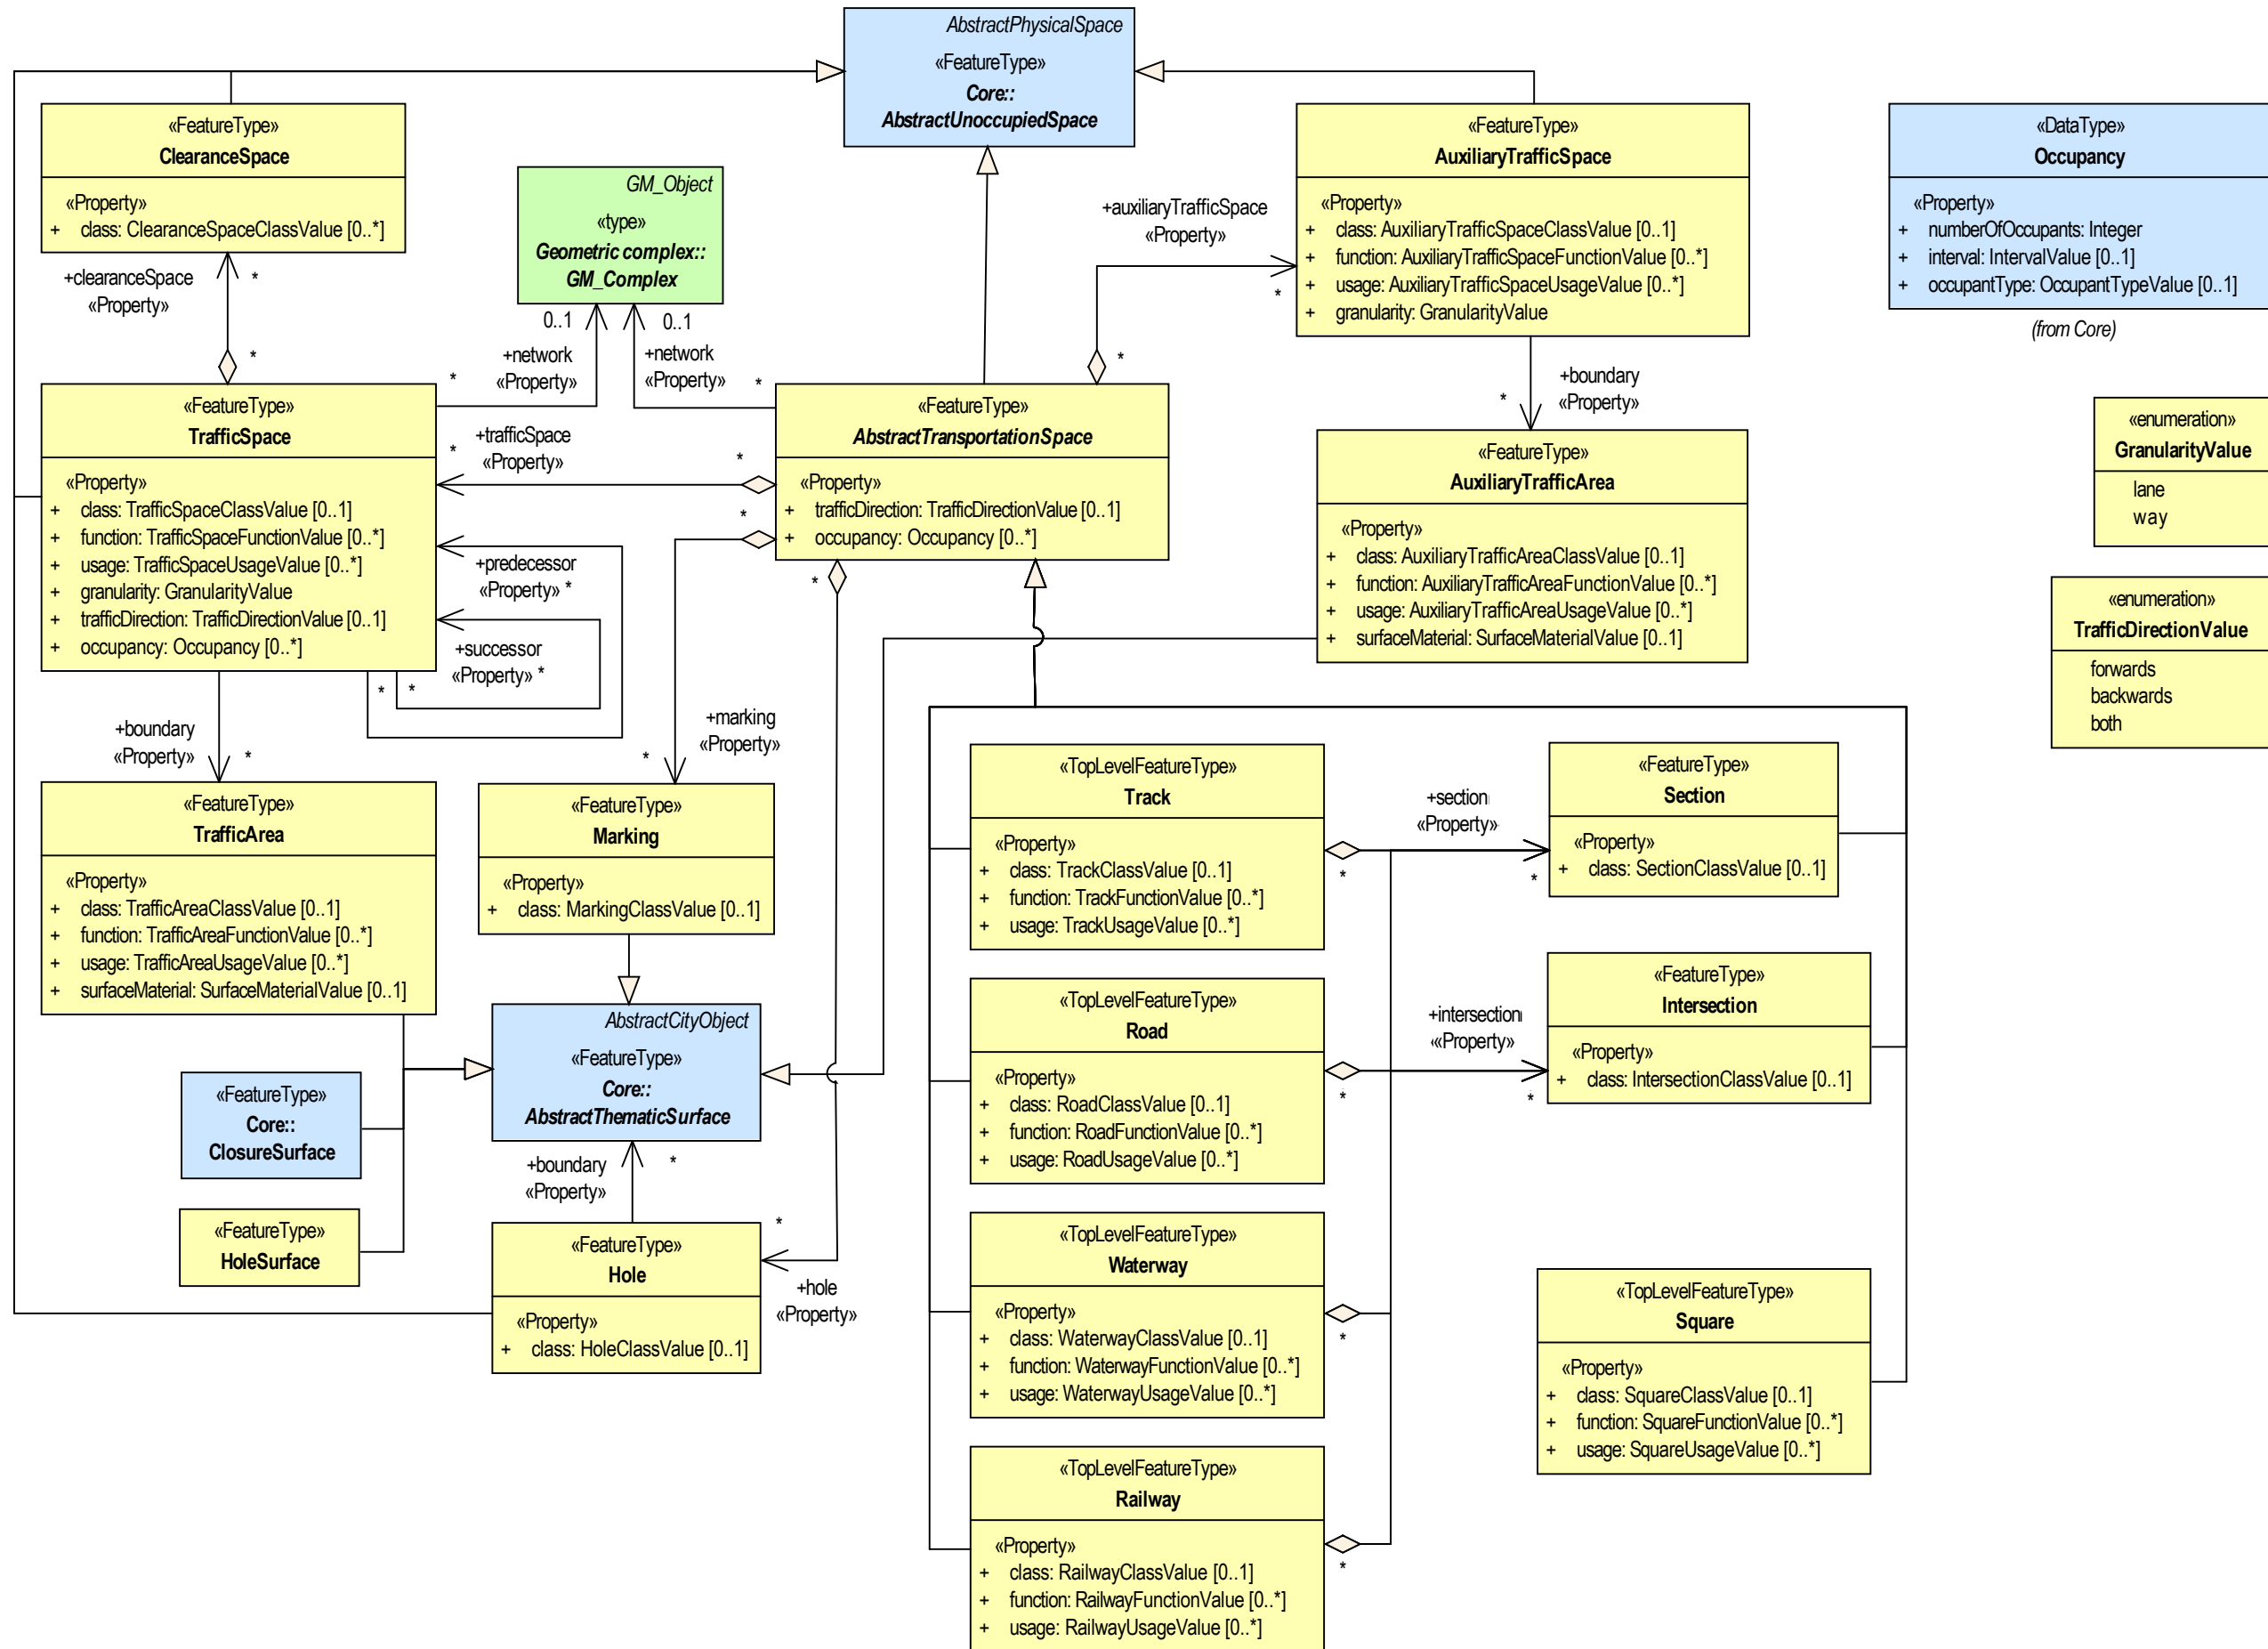 AbstractPhysicalSpace
«FeatureType»
Core::
AbstractUnoccupiedSpace
«FeatureType»
ClearanceSpace
«Property»
+ class: ClearanceSpaceClassValue [0..*]
GM_Object
«type»
Geometric complex::
GM_Complex
«FeatureType»
AuxiliaryTrafficSpace
«Property»
+ class: AuxiliaryTrafficSpaceClassValue [0..1]
+ function: AuxiliaryTrafficSpaceFunctionValue [0..*]
+ usage: AuxiliaryTrafficSpaceUsageValue [0..*]
+ granularity: GranularityValue
«DataType»
Occupancy
«Property»
+ numberOfOccupants: Integer
+ interval: IntervalValue [0..1]
+ occupantType: OccupantTypeValue [0..1]
(from Core)
+auxiliaryTrafficSpace
«Property»
*
*
+clearanceSpace
«Property»
*
*
0..1
0..1
+network
«Property»
*
+network
«Property»
*
+boundary
«Property»
*
«FeatureType»
TrafficSpace
«Property»
+ class: TrafficSpaceClassValue [0..1]
+ function: TrafficSpaceFunctionValue [0..*]
+ usage: TrafficSpaceUsageValue [0..*]
+ granularity: GranularityValue
+ trafficDirection: TrafficDirectionValue [0..1]
+ occupancy: Occupancy [0..*]
+trafficSpace
«Property»
*
*
*
+predecessor
«Property» *
+successor
«Property» *
*
*
«FeatureType»
AbstractTransportationSpace
«Property»
+ trafficDirection: TrafficDirectionValue [0..1]
+ occupancy: Occupancy [0..*]
*
«FeatureType»
AuxiliaryTrafficArea
«Property»
+ class: AuxiliaryTrafficAreaClassValue [0..1]
+ function: AuxiliaryTrafficAreaFunctionValue [0..*]
+ usage: AuxiliaryTrafficAreaUsageValue [0..*]
+ surfaceMaterial: SurfaceMaterialValue [0..1]
«enumeration»
GranularityValue
lane
way
«enumeration»
TrafficDirectionValue
forwards
backwards
both
+boundary
«Property»
*
+marking
«Property»
*
«FeatureType»
TrafficArea
«Property»
+ class: TrafficAreaClassValue [0..1]
+ function: TrafficAreaFunctionValue [0..*]
+ usage: TrafficAreaUsageValue [0..*]
+ surfaceMaterial: SurfaceMaterialValue [0..1]
«FeatureType»
Marking
«Property»
+ class: MarkingClassValue [0..1]
«TopLevelFeatureType»
Track
«Property»
+ class: TrackClassValue [0..1]
+ function: TrackFunctionValue [0..*]
+ usage: TrackUsageValue [0..*]
*
+section
«Property»
*
«FeatureType»
Section
«Property»
+ class: SectionClassValue [0..1]
«TopLevelFeatureType»
Road
«Property»
+ class: RoadClassValue [0..1]
+ function: RoadFunctionValue [0..*]
+ usage: RoadUsageValue [0..*]
*
+intersection
«Property»
*
«FeatureType»
Intersection
«Property»
+ class: IntersectionClassValue [0..1]
AbstractCityObject
«FeatureType»
Core::
AbstractThematicSurface
«FeatureType»
Core::
ClosureSurface
«FeatureType»
HoleSurface
+boundary
«Property»
*
*
+hole
«Property»
«FeatureType»
Hole
«Property»
+ class: HoleClassValue [0..1]
«TopLevelFeatureType»
Waterway
«Property»
+ class: WaterwayClassValue [0..1]
+ function: WaterwayFunctionValue [0..*]
+ usage: WaterwayUsageValue [0..*]
*
«TopLevelFeatureType»
Square
«Property»
+ class: SquareClassValue [0..1]
+ function: SquareFunctionValue [0..*]
+ usage: SquareUsageValue [0..*]
«TopLevelFeatureType»
Railway
«Property»
+ class: RailwayClassValue [0..1]
+ function: RailwayFunctionValue [0..*]
+ usage: RailwayUsageValue [0..*]
*